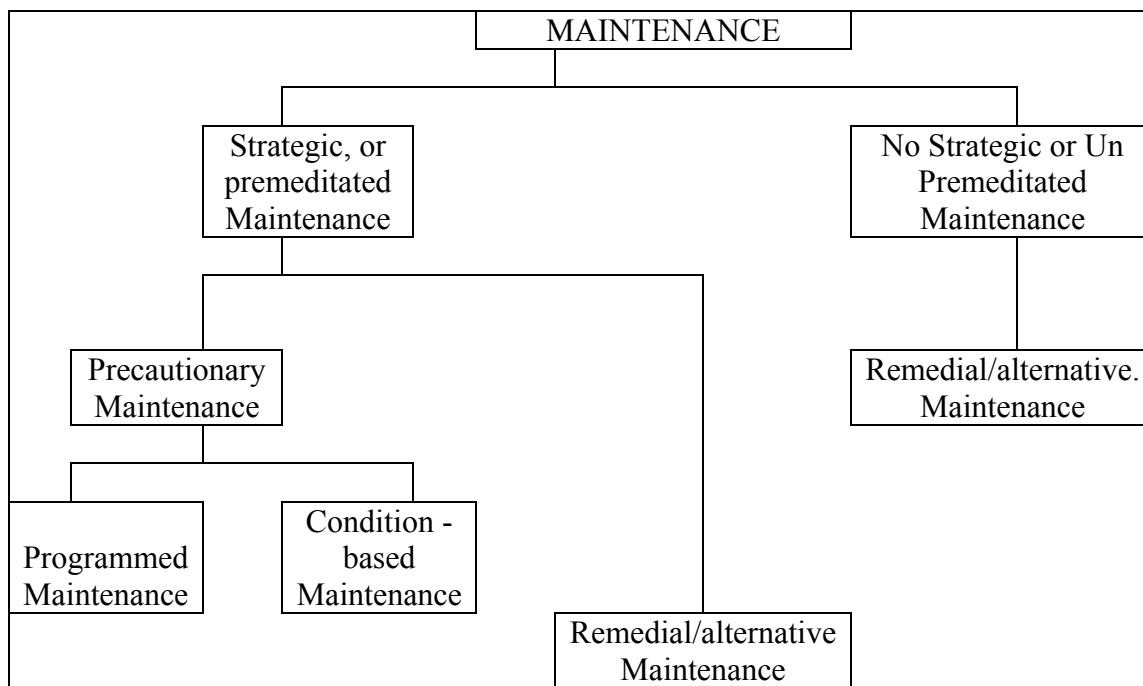 MAINTENANCE
Strategic, or
premeditated
Maintenance
No Strategic or Un
Premeditated
Maintenance
Precautionary
Maintenance
Remedial/alternative.
Maintenance
Programmed
Maintenance
Condition -
based
Maintenance
Remedial/alternative
Maintenance